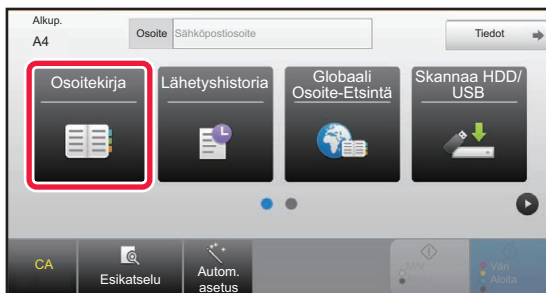 Alkup.
A4
Osoite
Sähköpostiosoite
Tiedot
Osoitekirja
Lähetyshistoria
Globaali
Osoite-Etsintä
Skannaa HDD/
USB
CA
Esikatselu
Autom.
asetus
M/V
Aloita
Väri
Aloita